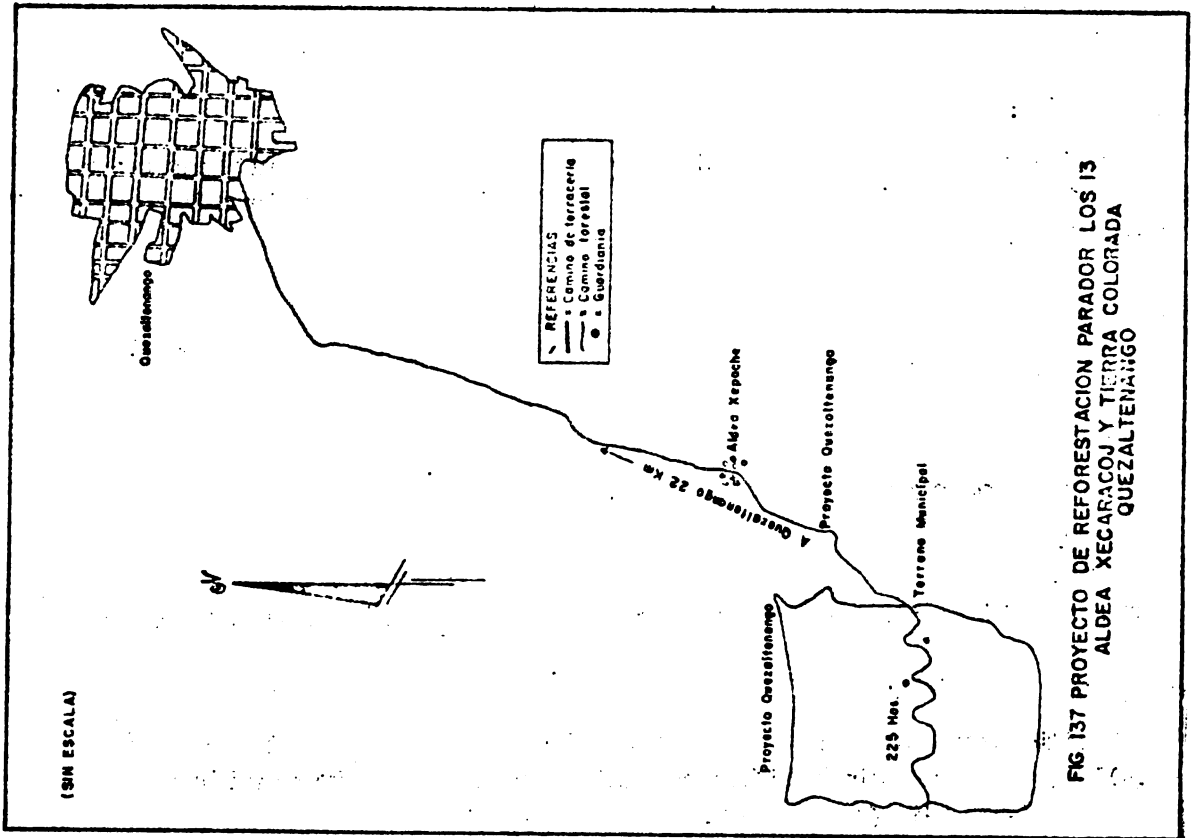 (SIN ESCALA)
Quezaltenango
N
REFERENCIAS
= Camino de terraceria
= Camino forestal
= Guardiania
A Quezaltenango 22 Km
Aldea Xepache
Proyecto Quezaltenango
Proyecto Quezaltenango
Terreno Municipal
225 Has.
FIG. 137 PROYECTO DE REFORESTACION PARADOR LOS 13
ALDEA XECARACOJ Y TIERRA COLORADA
QUEZALTENANGO